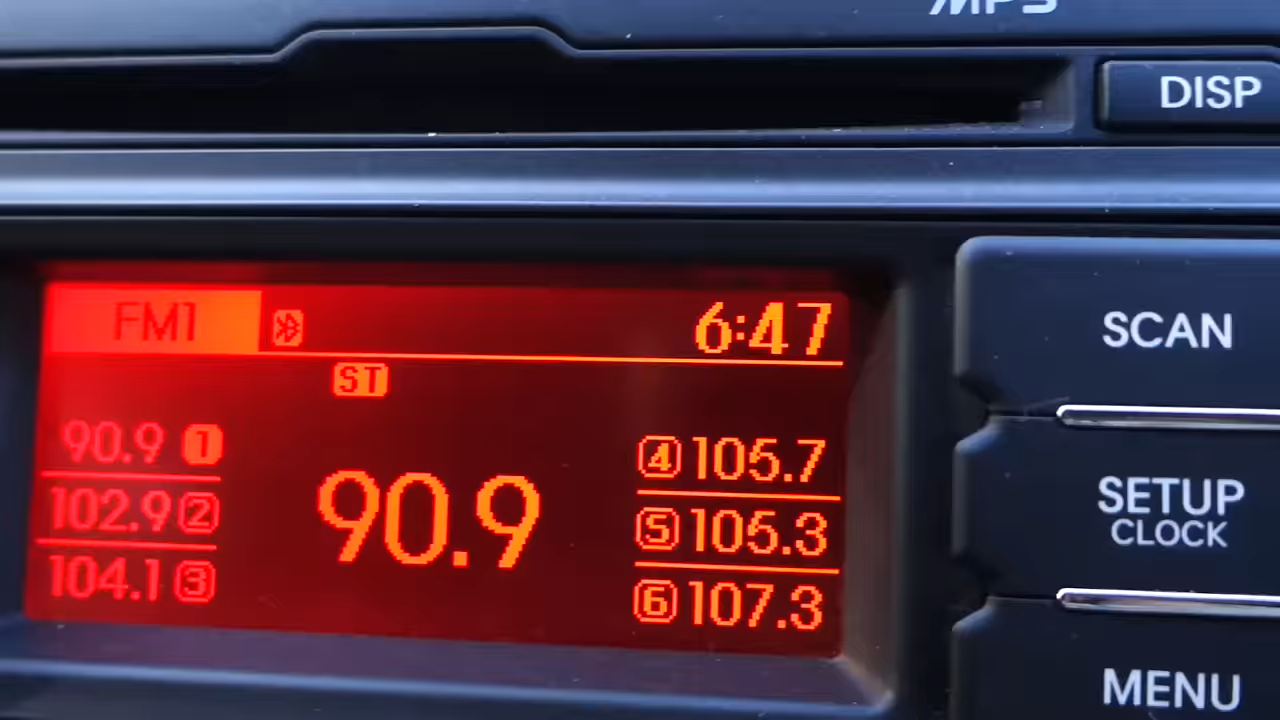 MP3
DISP
FM1
6:47
ST
90.9 1
102.9 2
104.1 3
90.9
4 105.7
5 105.3
6 107.3
SCAN
SETUP
CLOCK
MENU